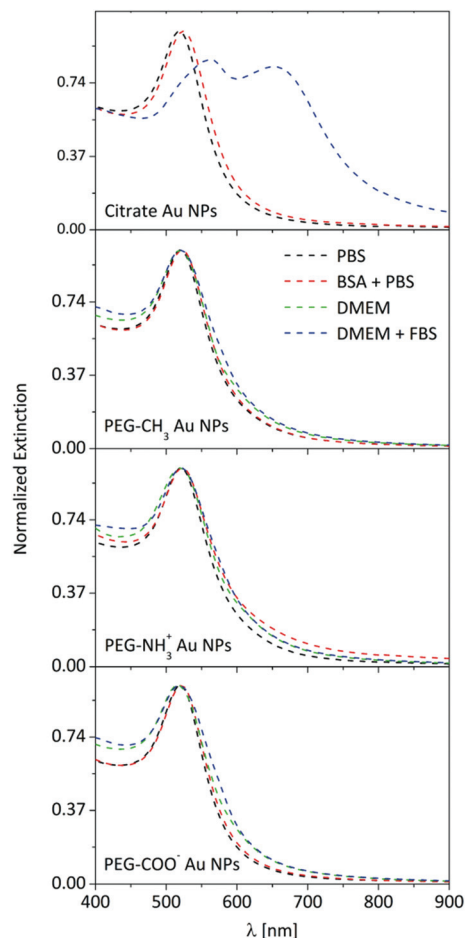 0.74
0.37
0.00
Citrate Au NPs
PBS
BSA + PBS
DMEM
DMEM + FBS
0.74
0.37
0.00
PEG-CH₃ Au NPs
0.74
0.37
0.00
PEG-NH₃⁺ Au NPs
0.74
0.37
0.00
PEG-COO⁻ Au NPs
400 500 600 700 800 900
λ [nm]
Normalized Extinction